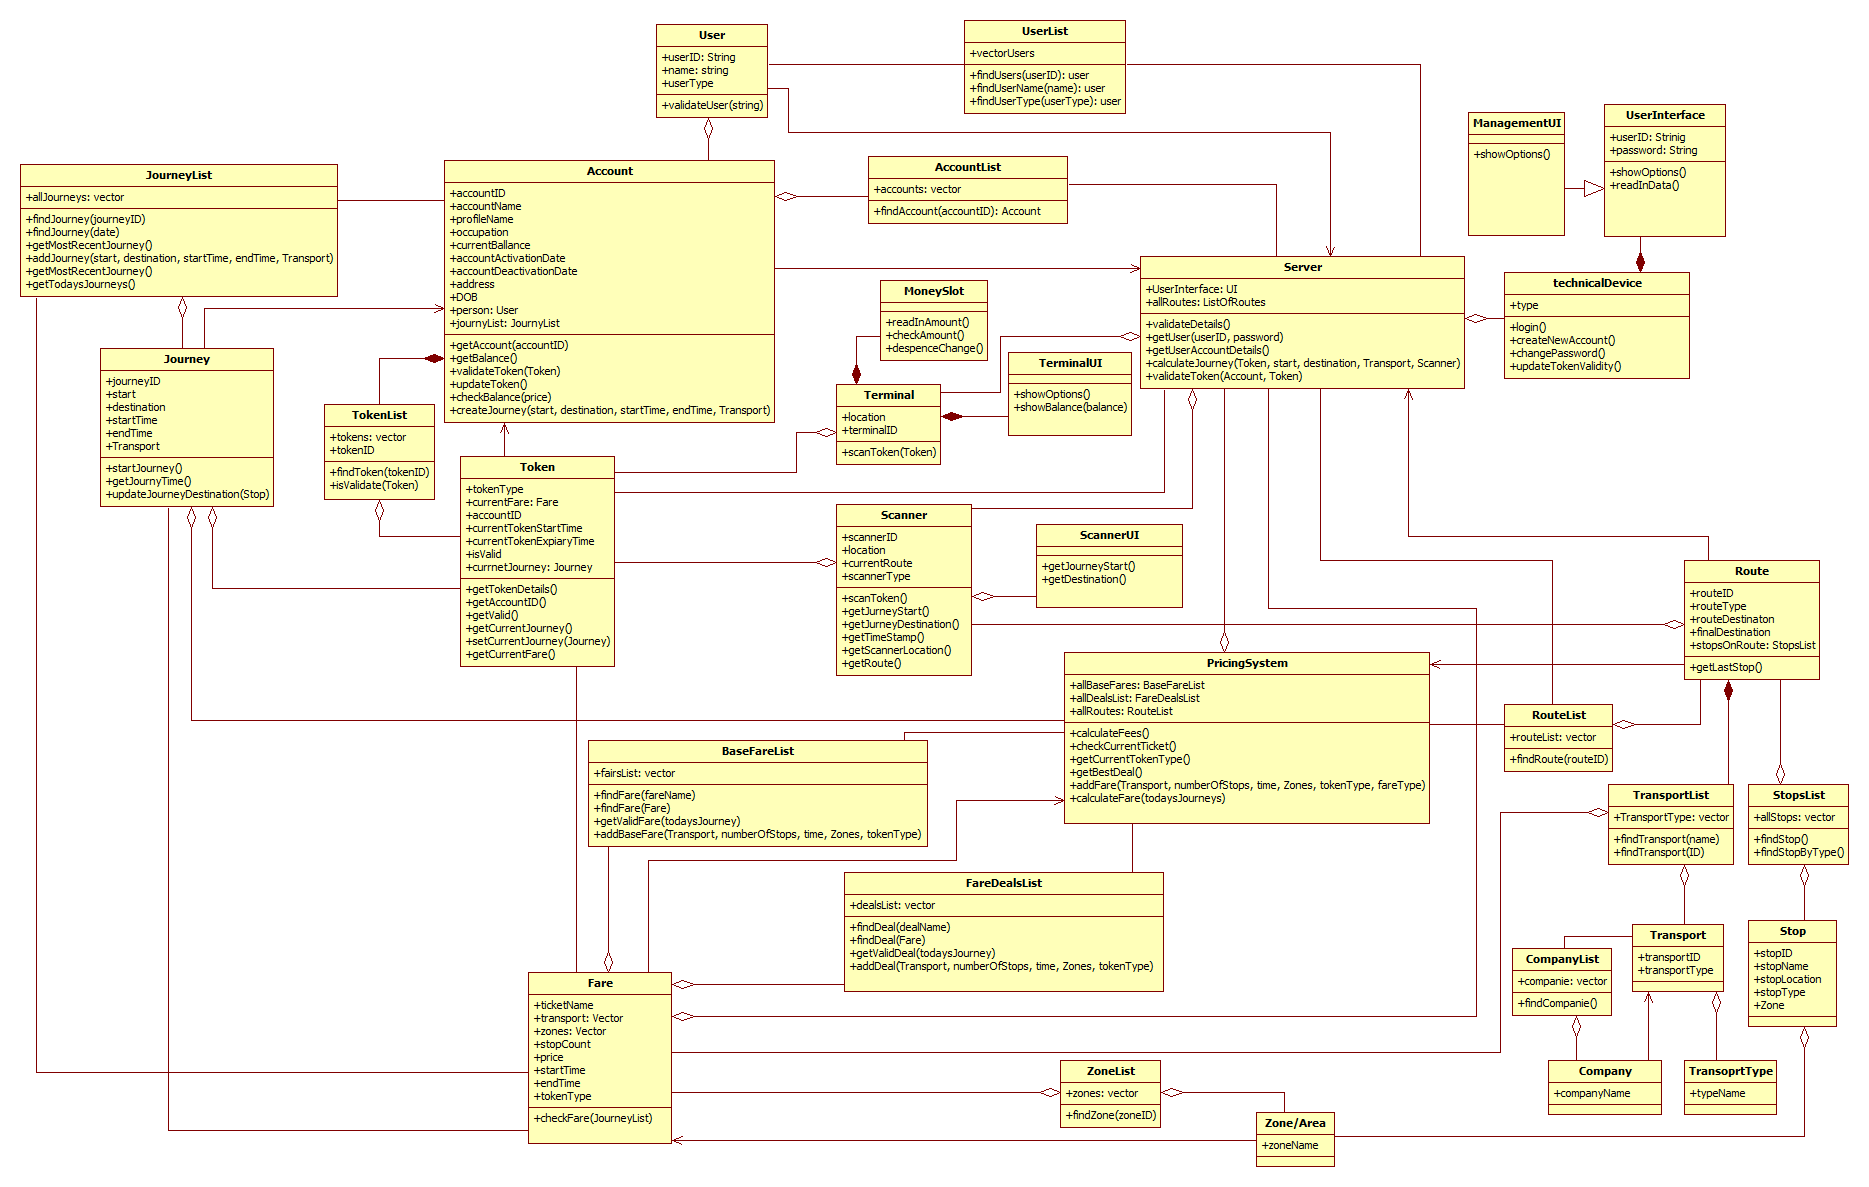 User
+userID: String
+name: string
+userType
+validateUser(string)
UserList
+vectorUsers
+findUsers(userID): user
+findUserName(name): user
+findUserType(userType): user
ManagementUI
+showOptions()
UserInterface
+userID: Strinig
+password: String
+showOptions()
+readInData()
JourneyList
+allJourneys: vector
+findJourney(journeyID)
+findJourney(date)
+getMostRecentJourney()
+addJourney(start, destination, startTime, endTime, Transport)
+getMostRecentJourney()
+getTodaysJourneys()
Account
+accountID
+accountName
+profileName
+occupation
+currentBallance
+accountActivationDate
+accountDeactivationDate
+address
+DOB
+person: User
+journyList: JournyList
+getAccount(accountID)
+getBalance()
+validateToken(Token)
+updateToken()
+checkBalance(price)
+createJourney(start, destination, startTime, endTime, Transport)
AccountList
+accounts: vector
+findAccount(accountID): Account
Server
+UserInterface: UI
+allRoutes: ListOfRoutes
+validateDetails()
+getUser(userID, password)
+getUserAccountDetails()
+calculateJourney(Token, start, destination, Transport, Scanner)
+validateToken(Account, Token)
technicalDevice
+type
+login()
+createNewAccount()
+changePassword()
+updateTokenValidity()
MoneySlot
+readInAmount()
+checkAmount()
+despenceChange()
TerminalUI
+showOptions()
+showBalance(balance)
Terminal
+location
+terminalID
+scanToken(Token)
Journey
+journeyID
+start
+destination
+startTime
+endTime
+Transport
+startJourney()
+getJournyTime()
+updateJourneyDestination(Stop)
TokenList
+tokens: vector
+tokenID
+findToken(tokenID)
+isValidate(Token)
Token
+tokenType
+currentFare: Fare
+accountID
+currentTokenStartTime
+currentTokenExpiaryTime
+isValid
+currnetJourney: Journey
+getTokenDetails()
+getAccountID()
+getValid()
+getCurrentJourney()
+setCurrentJourney(Journey)
+getCurrentFare()
Scanner
+scannerID
+location
+currentRoute
+scannerType
+scanToken()
+getJurneyStart()
+getJurneyDestination()
+getTimeStamp()
+getScannerLocation()
+getRoute()
ScannerUI
+getJourneyStart()
+getDestination()
Route
+routeID
+routeType
+routeDestinaton
+finalDestination
+stopsOnRoute: StopsList
+getLastStop()
PricingSystem
+allBaseFares: BaseFareList
+allDealsList: FareDealsList
+allRoutes: RouteList
+calculateFees()
+checkCurrentTicket()
+getCurrentTokenType()
+getBestDeal()
+addFare(Transport, numberOfStops, time, Zones, tokenType, fareType)
+calculateFare(todaysJourneys)
RouteList
+routeList: vector
+findRoute(routeID)
BaseFareList
+fairsList: vector
+findFare(fareName)
+findFare(Fare)
+getValidFare(todaysJourney)
+addBaseFare(Transport, numberOfStops, time, Zones, tokenType)
TransportList
+TransportType: vector
+findTransport(name)
+findTransport(ID)
StopsList
+allStops: vector
+findStop()
+findStopByType()
FareDealsList
+dealsList: vector
+findDeal(dealName)
+findDeal(Fare)
+getValidDeal(todaysJourney)
+addDeal(Transport, numberOfStops, time, Zones, tokenType)
Transport
+transportID
+transportType
Stop
+stopID
+stopName
+stopLocation
+stopType
+Zone
CompanyList
+companie: vector
+findCompanie()
Fare
+ticketName
+transport: Vector
+zones: Vector
+stopCount
+price
+startTime
+endTime
+tokenType
+checkFare(JourneyList)
ZoneList
+zones: vector
+findZone(zoneID)
Company
+companyName
TransoprtType
+typeName
Zone/Area
+zoneName